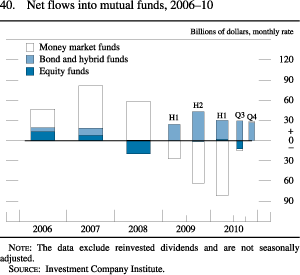 40. Net flows into mutual funds, 2006–10
Billions of dollars, monthly rate
Money market funds
Bond and hybrid funds
Equity funds
120
90
60
30
+
0
–
30
60
90
H1
H2
H1
Q3
Q4
2006 2007 2008 2009 2010
NOTE: The data exclude reinvested dividends and are not seasonally
adjusted.
SOURCE: Investment Company Institute.